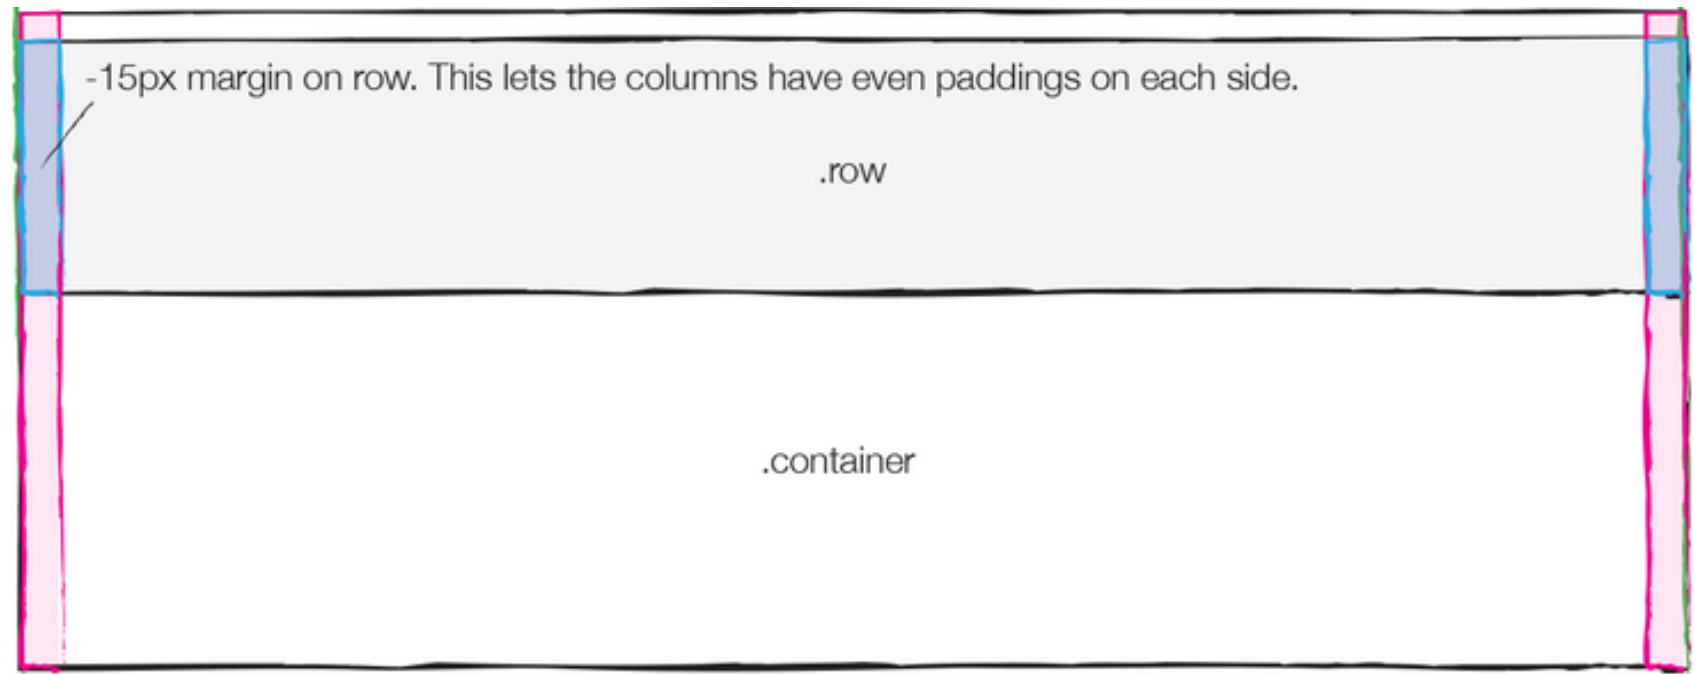 -15px margin on row. This lets the columns have even paddings on each side.
.row
.container